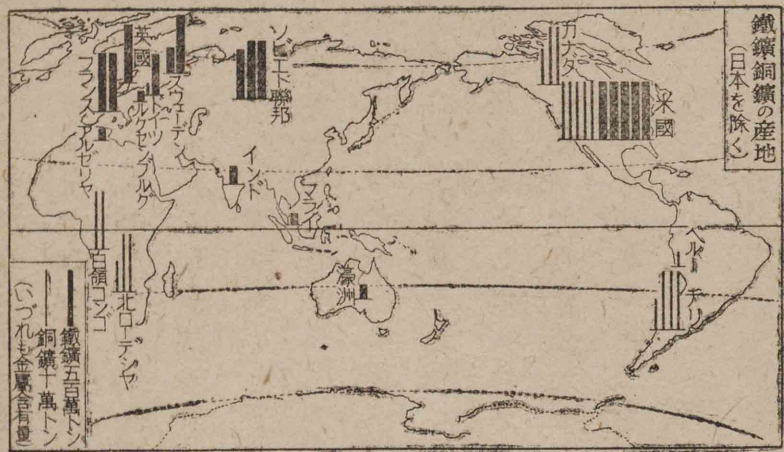 鐵鑛銅鑛の産地
(日本を除く)
米國
カナダ
ペルー
チリ
ソビエト聯邦
スウェーデン
英國
ドイツ
ルクセンブルグ
フランス
アルゼリヤ
インド
マライ
濠洲
白領コンゴ
北ローデシヤ
鐵鑛五百萬トン
銅鑛十萬トン
(いづれも金屬含有量)